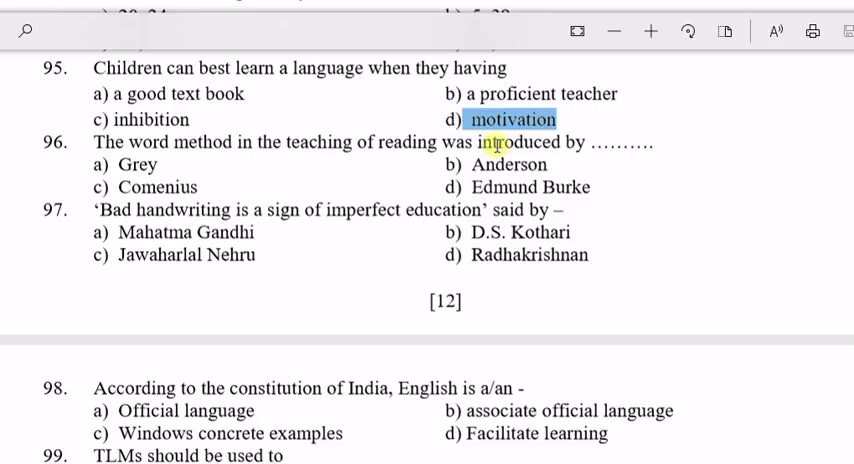 95. Children can best learn a language when they having
a) a good text book b) a proficient teacher
c) inhibition d) motivation
96. The word method in the teaching of reading was introduced by ..........
a) Grey b) Anderson
c) Comenius d) Edmund Burke
97. ‘Bad handwriting is a sign of imperfect education’ said by –
a) Mahatma Gandhi b) D.S. Kothari
c) Jawaharlal Nehru d) Radhakrishnan
[12]
98. According to the constitution of India, English is a/an -
a) Official language b) associate official language
c) Windows concrete examples d) Facilitate learning
99. TLMs should be used to